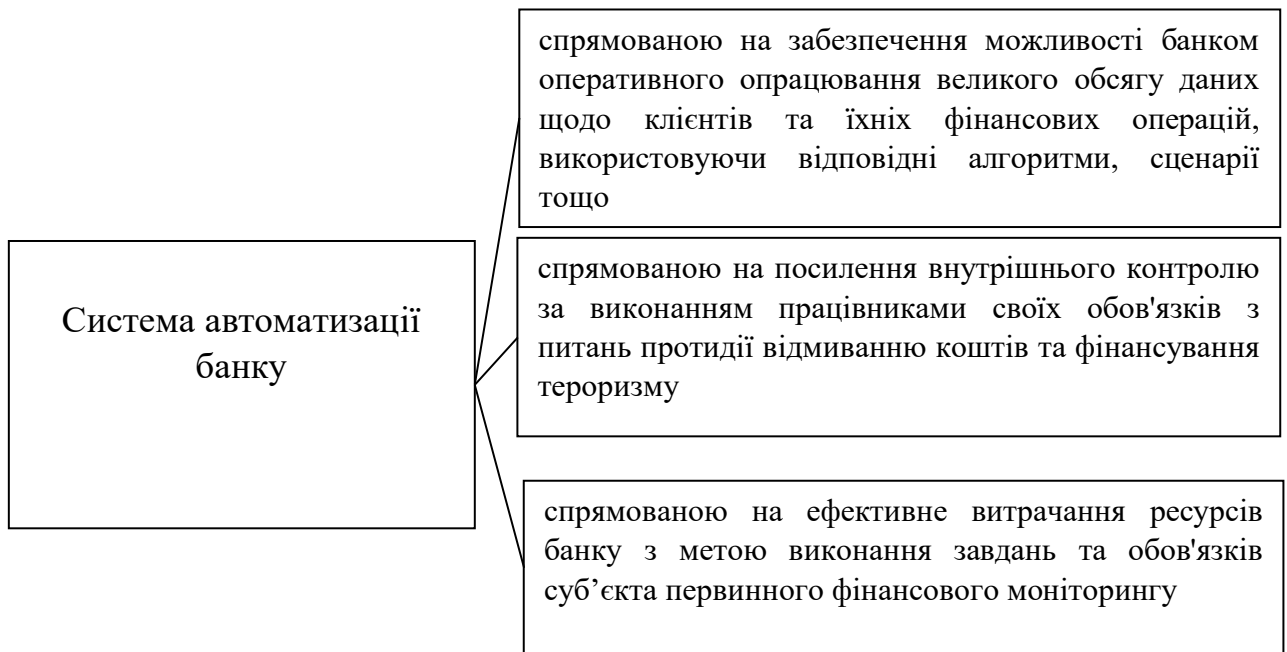 спрямованою на забезпечення можливості банком
оперативного опрацювання великого обсягу даних
щодо клієнтів та їхніх фінансових операцій,
використовуючи відповідні алгоритми, сценарії
тощо
Система автоматизації
банку
спрямованою на посилення внутрішнього контролю
за виконанням працівниками своїх обов'язків з
питань протидії відмиванню коштів та фінансування
тероризму
спрямованою на ефективне витрачання ресурсів
банку з метою виконання завдань та обов'язків
суб’єкта первинного фінансового моніторингу